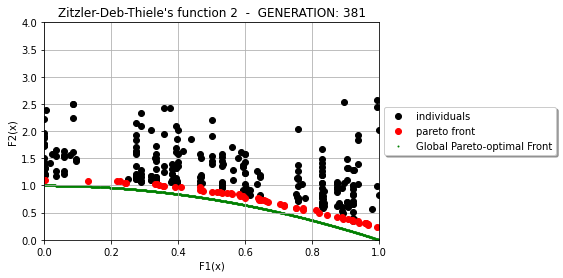 Zitzler-Deb-Thiele's function 2 - GENERATION: 381
4.0
3.5
3.0
2.5
2.0
1.5
1.0
0.5
0.0
F2(x)
0.0 0.2 0.4 0.6 0.8 1.0
F1(x)
individuals
pareto front
Global Pareto-optimal Front